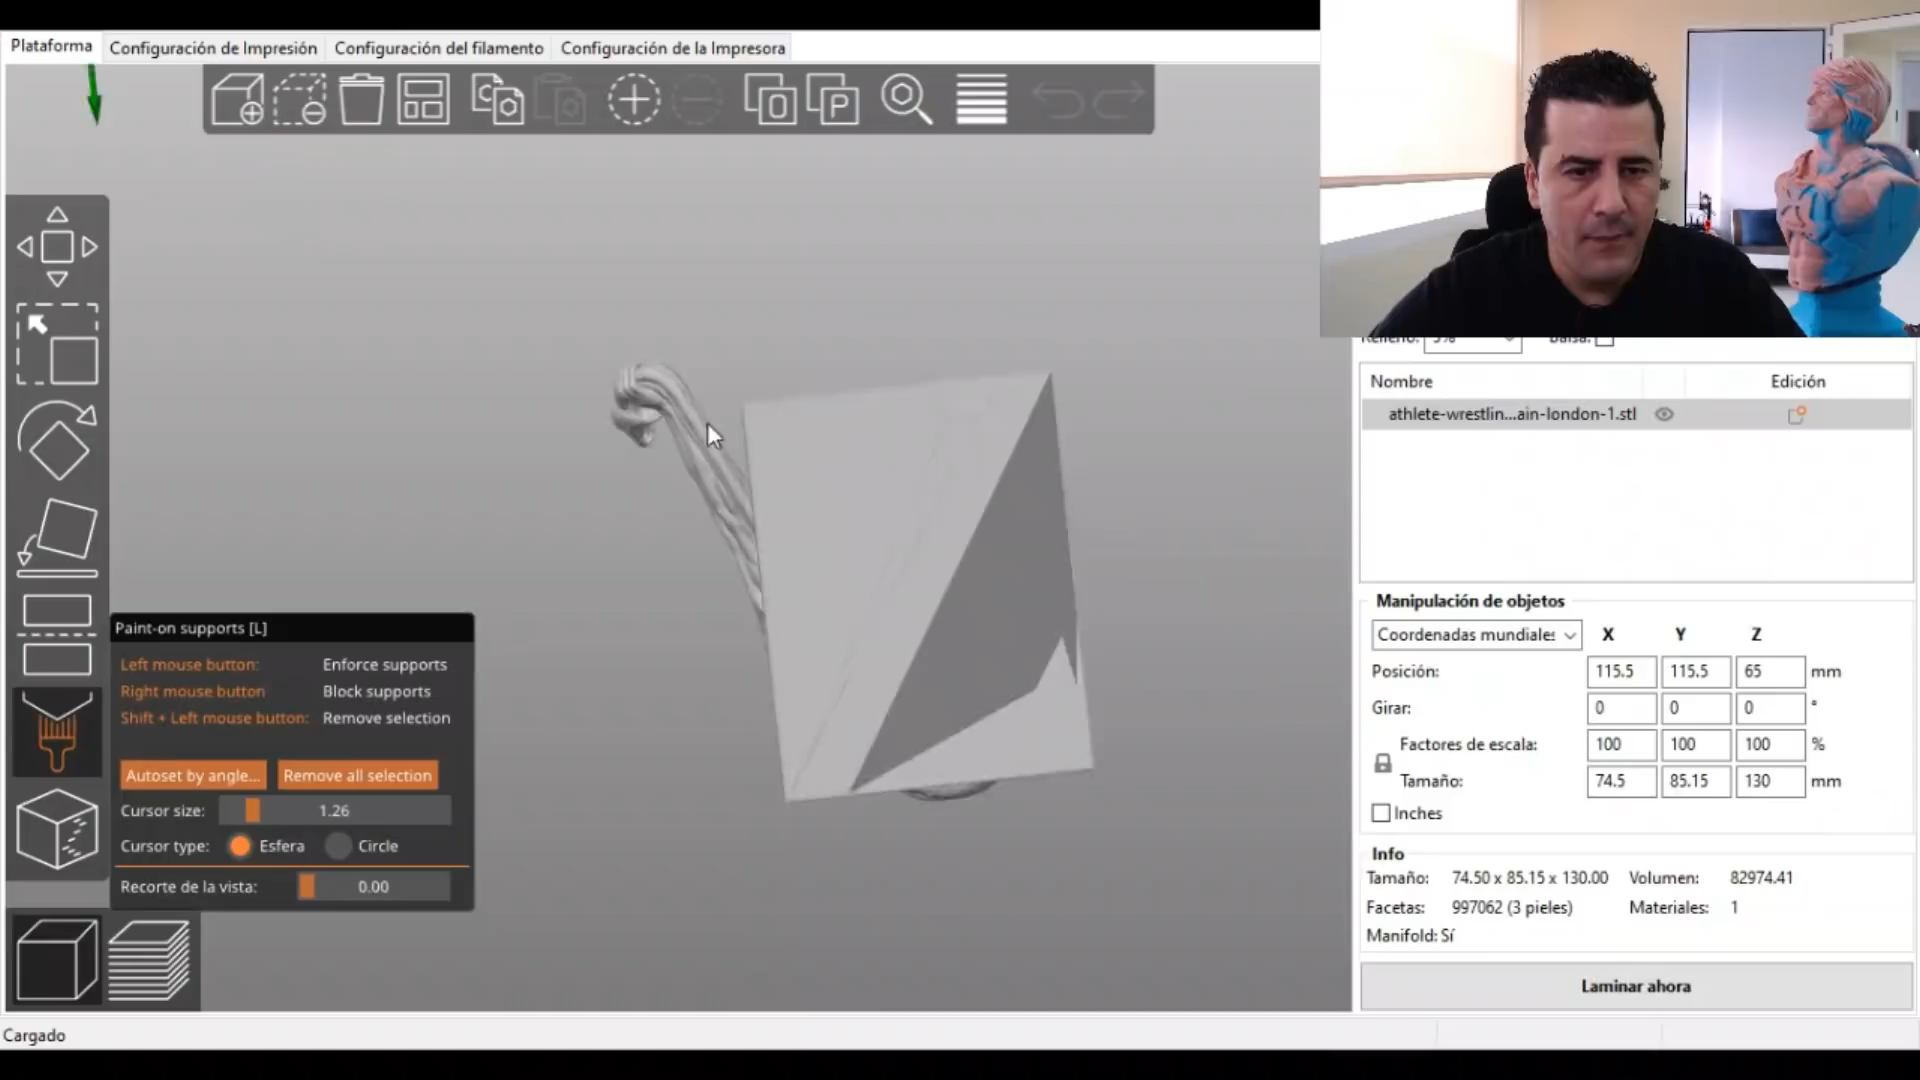 Plataforma Configuración de Impresión Configuración del filamento Configuración de la Impresora
O P
Relleno: 5% Balsa:
Nombre Edición
athlete-wrestlin...ain-london-1.stl
Manipulación de objetos
Coordenadas mundiales X Y Z
Posición: 115.5 115.5 65 mm
Girar: 0 0 0 °
Factores de escala: 100 100 100 %
Tamaño: 74.5 85.15 130 mm
Inches
Info
Tamaño: 74.50 x 85.15 x 130.00 Volumen: 82974.41
Facetas: 997062 (3 pieles) Materiales: 1
Manifold: Sí
Laminar ahora
Paint-on supports [L]
Left mouse button: Enforce supports
Right mouse button Block supports
Shift + Left mouse button: Remove selection
Autoset by angle... Remove all selection
Cursor size: 1.26
Cursor type: Esfera Circle
Recorte de la vista: 0.00
Cargado